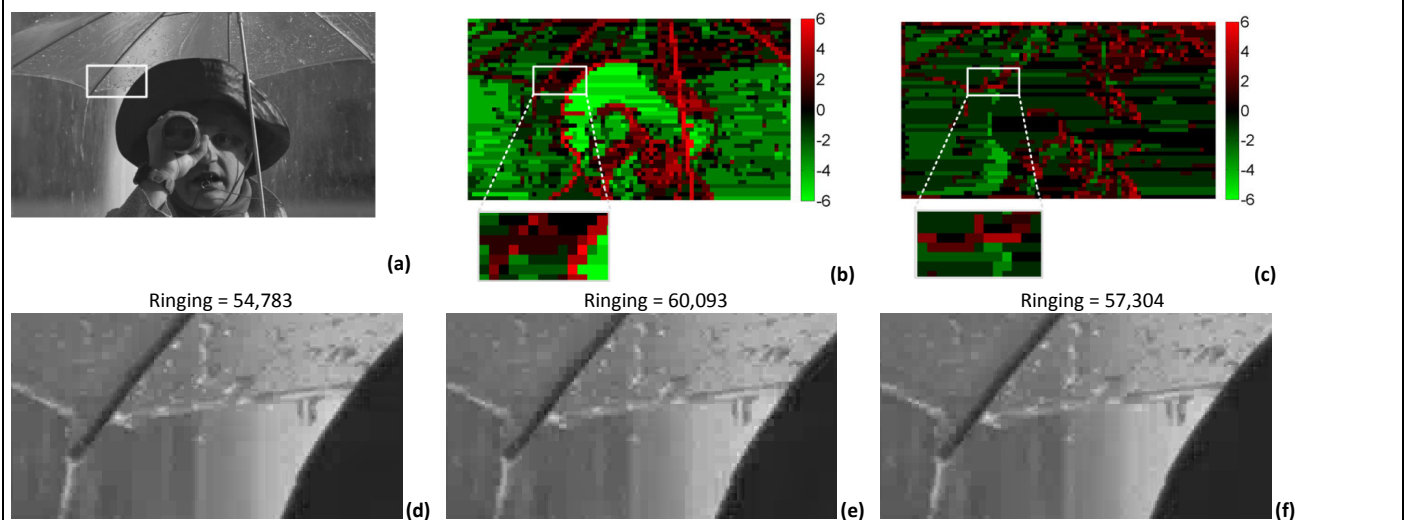 6
4
2
0
-2
-4
-6
6
4
2
0
-2
-4
-6
(a)
(b)
(c)
Ringing = 54,783
Ringing = 60,093
Ringing = 57,304
(d)
(e)
(f)